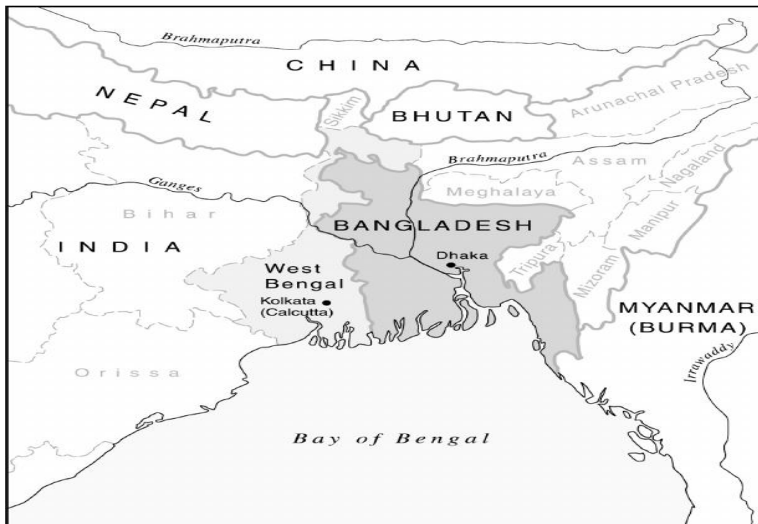 Brahmaputra
CHINA
NEPAL
Sikkim
BHUTAN
Arunachal Pradesh
Brahmaputra
Assam
Nagaland
Ganges
Meghalaya
Bihar
Manipur
BANGLADESH
INDIA
Dhaka
Tripura
Mizoram
West
Bengal
Kolkata
(Calcutta)
MYANMAR
(BURMA)
Orissa
Irrawaddy
Bay of Bengal